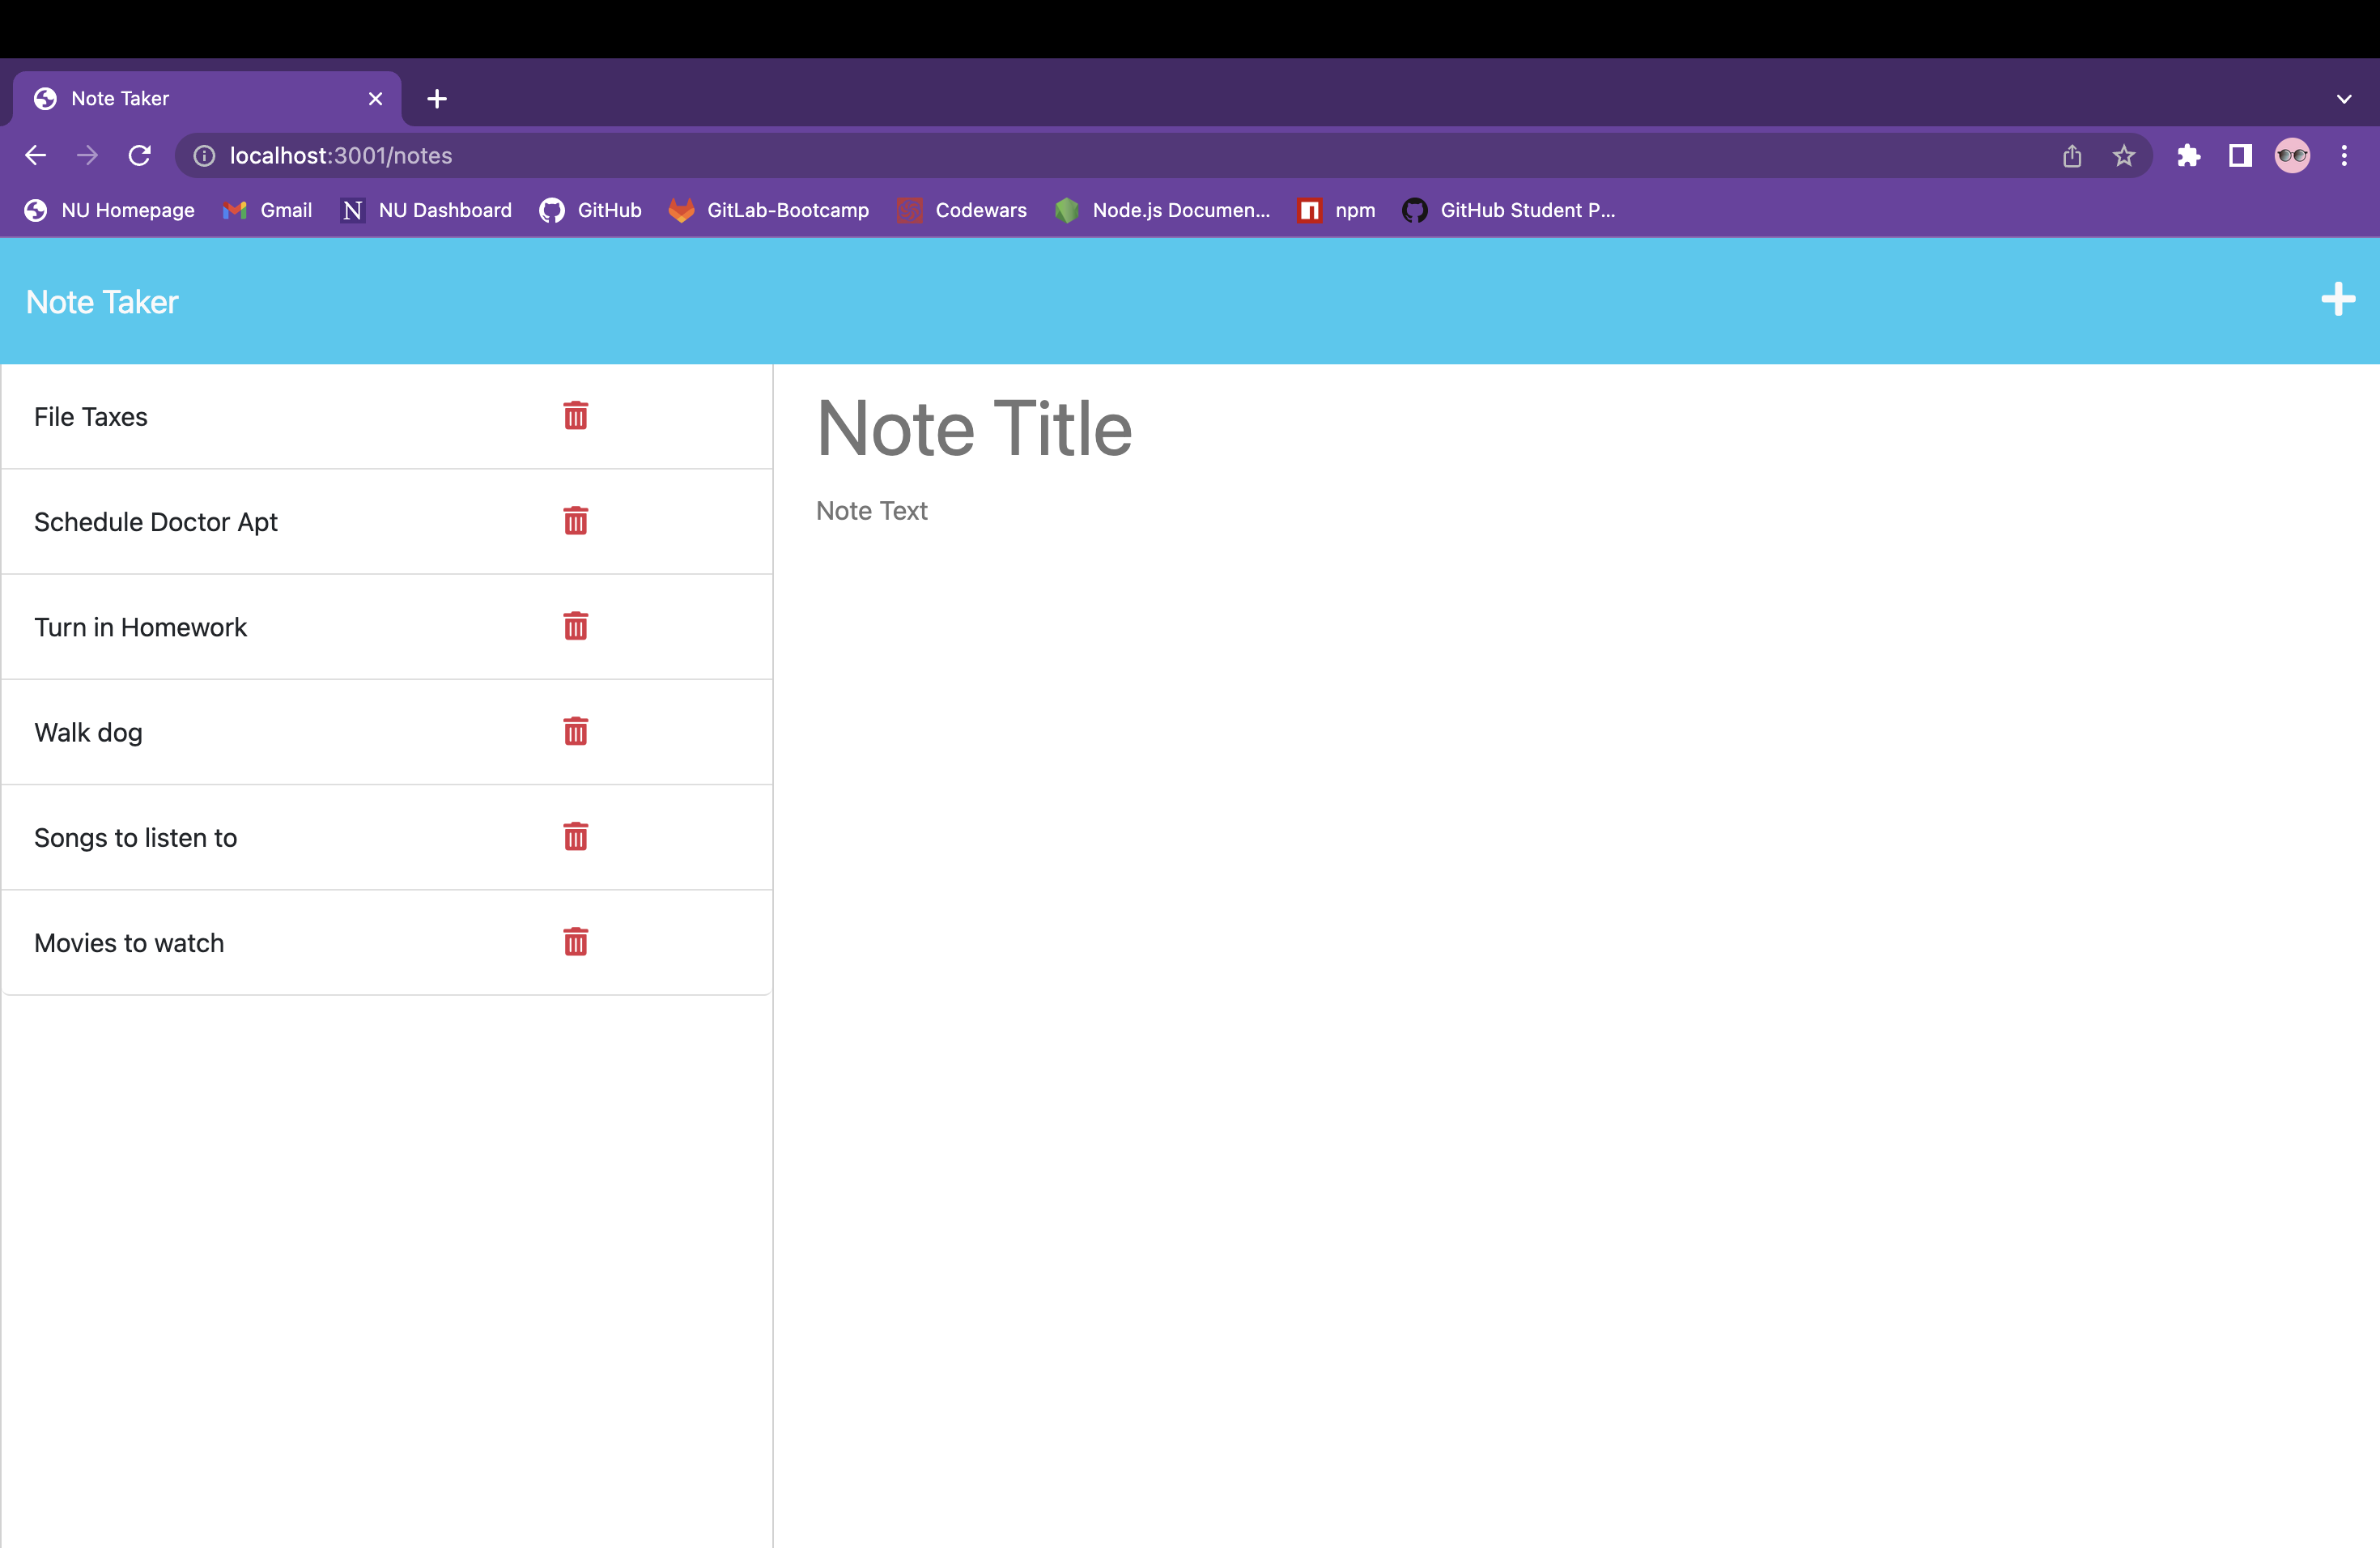 Note Taker
localhost:3001/notes
NU Homepage Gmail NU Dashboard GitHub GitLab-Bootcamp Codewars Node.js Documen... npm GitHub Student P...
Note Taker
File Taxes
Schedule Doctor Apt
Turn in Homework
Walk dog
Songs to listen to
Movies to watch
Note Title
Note Text